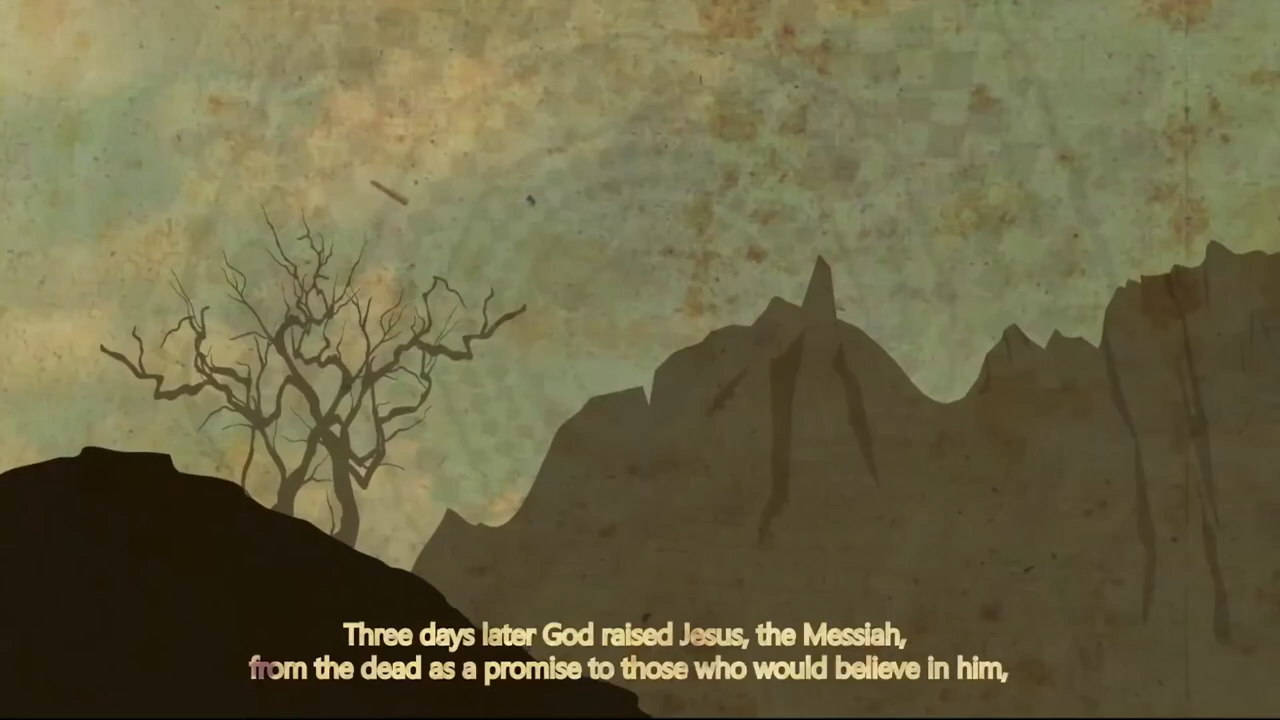 Three days later God raised Jesus, the Messiah,
from the dead as a promise to those who would believe in him,